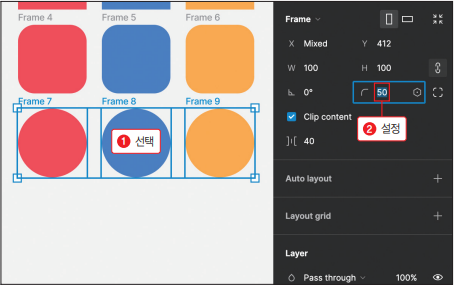 Frame 4 Frame 5 Frame 6
Frame 7 Frame 8 Frame 9
1 선택
Frame
X Mixed Y 412
W 100 H 100
0° 50
Clip content
2 설정
40
Auto layout
Layout grid
Layer
Pass through 100%